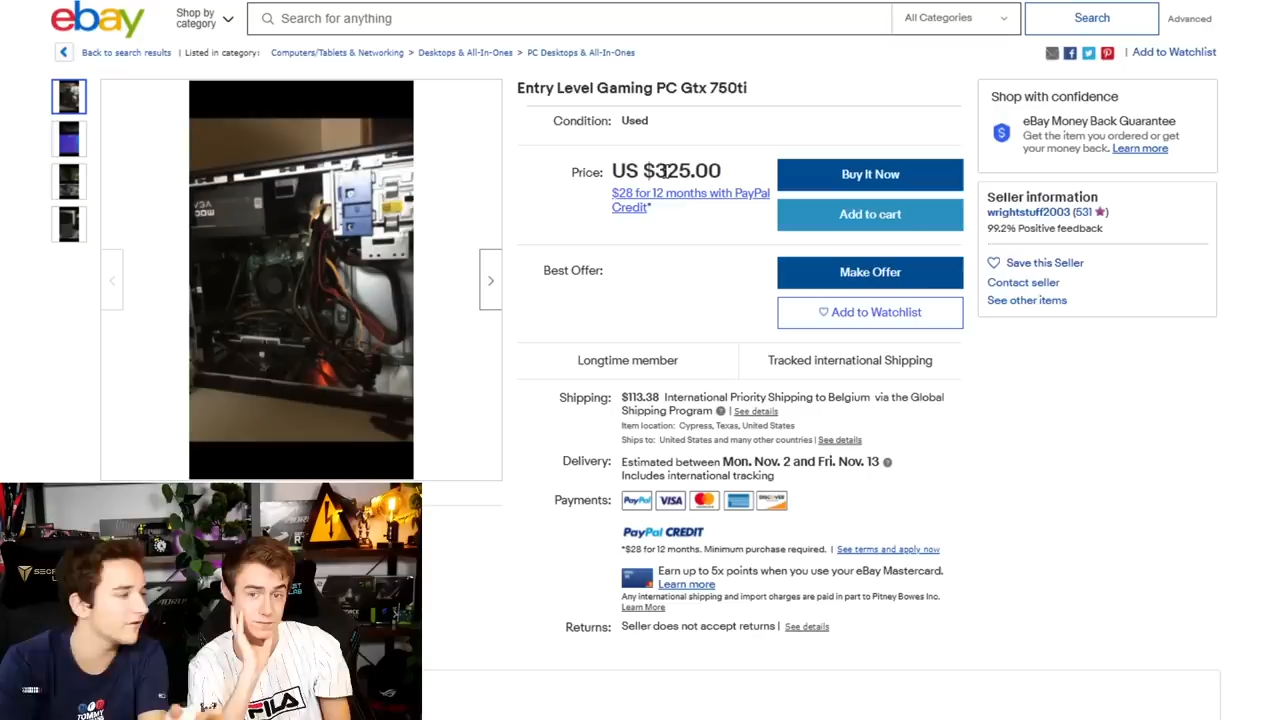 ebay
Shop by category
Search for anything
All Categories
Search
Advanced
Back to search results | Listed in category: Computers/Tablets & Networking > Desktops & All-In-Ones > PC Desktops & All-In-Ones
| Add to Watchlist
Entry Level Gaming PC Gtx 750ti
Condition: Used
Price: US $325.00
$28 for 12 months with PayPal
Credit*
Buy It Now
Add to cart
Best Offer:
Make Offer
Add to Watchlist
Longtime member
Tracked international Shipping
Shipping: $113.38 International Priority Shipping to Belgium via the Global
Shipping Program | See details
Item location: Cypress, Texas, United States
Ships to: United States and many other countries | See details
Delivery: Estimated between Mon. Nov. 2 and Fri. Nov. 13
Includes international tracking
Payments: PayPal VISA DISCOVER
PayPal CREDIT
*$28 for 12 months. Minimum purchase required. | See terms and apply now
Earn up to 5x points when you use your eBay Mastercard.
Learn more
Any international shipping and import charges are paid in part to Pitney Bowes Inc.
Learn More
Returns: Seller does not accept returns | See details
Shop with confidence
eBay Money Back Guarantee
Get the item you ordered or get
your money back. Learn more
Seller information
wrightstuff2003 (531)
99.2% Positive feedback
Save this Seller
Contact seller
See other items
EVGA
TOMMY
FILA